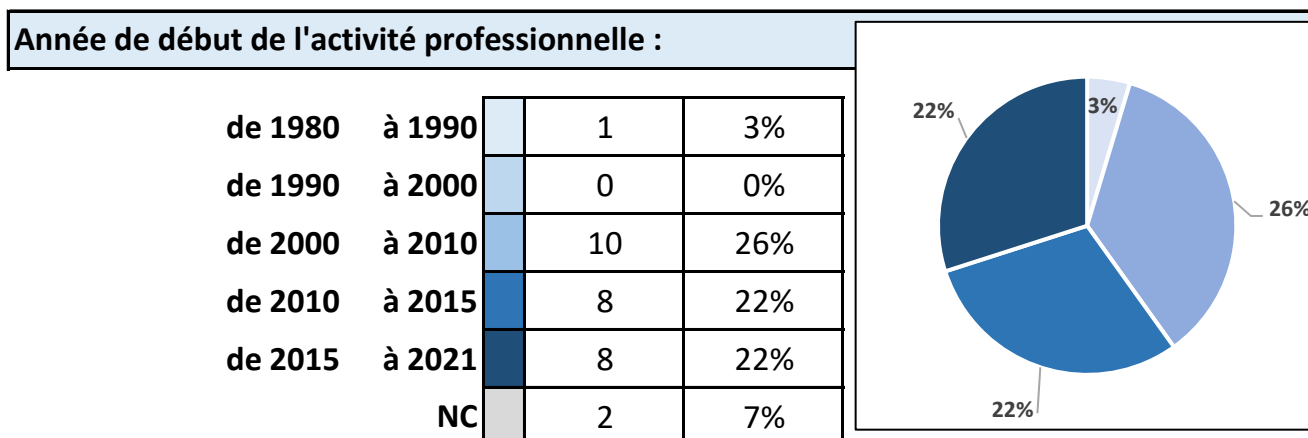 Année de début de l'activité professionnelle :
de 1980 à 1990 1 3%
de 1990 à 2000 0 0%
de 2000 à 2010 10 26%
de 2010 à 2015 8 22%
de 2015 à 2021 8 22%
NC 2 7%
22%
3%
26%
22%